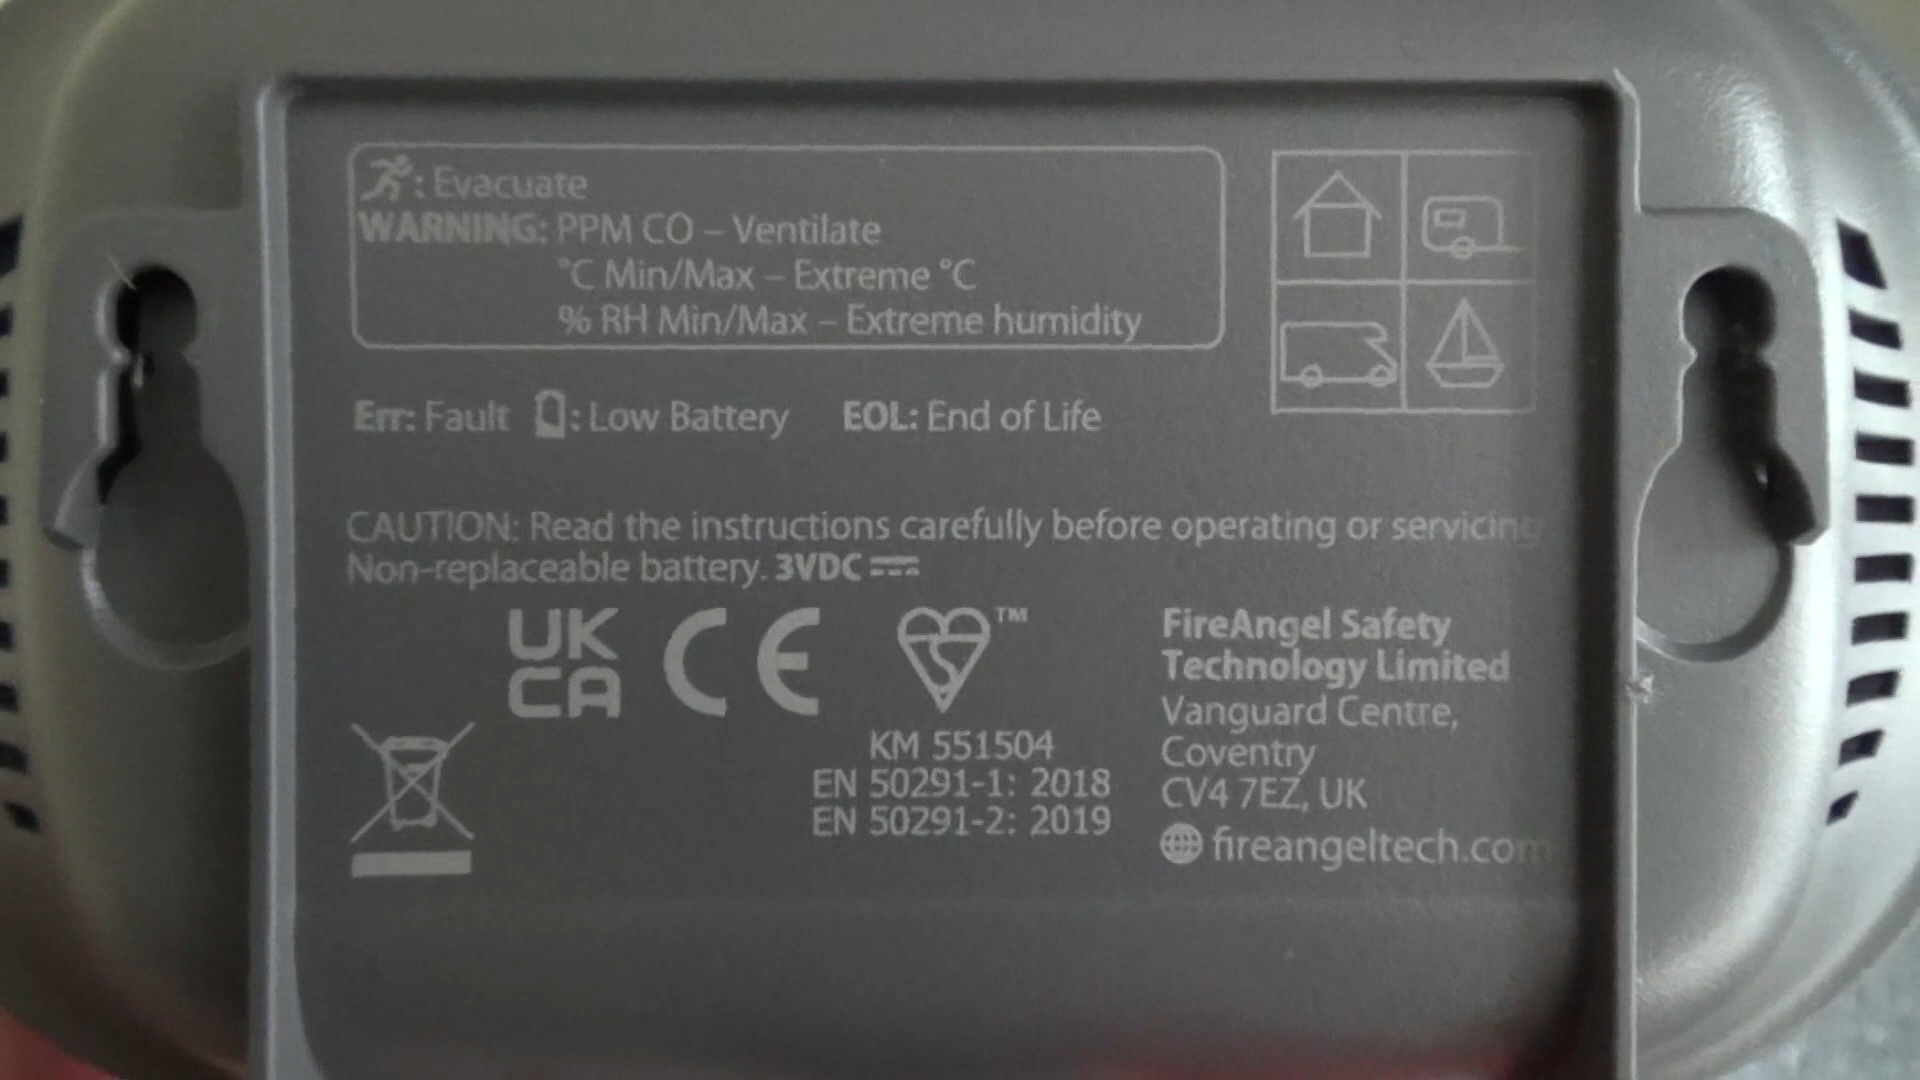 : Evacuate
WARNING: PPM CO – Ventilate
°C Min/Max – Extreme °C
% RH Min/Max – Extreme humidity
Err: Fault : Low Battery EOL: End of Life
CAUTION: Read the instructions carefully before operating or servicing
Non-replaceable battery. 3VDC
UK
CA
CE
TM
KM 551504
EN 50291-1: 2018
EN 50291-2: 2019
FireAngel Safety
Technology Limited
Vanguard Centre,
Coventry
CV4 7EZ, UK
fireangeltech.com